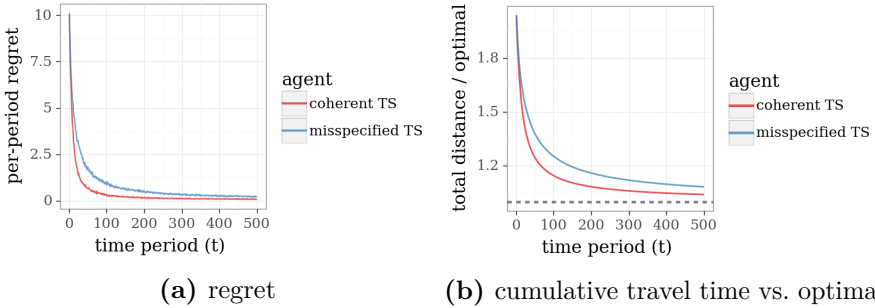 per-period regret
10
7.5
5
2.5
0
0 100 200 300 400 500
time period (t)
agent
coherent TS
misspecified TS
(a) regret
total distance / optimal
1.8
1.5
1.2
0 100 200 300 400 500
time period (t)
agent
coherent TS
misspecified TS
(b) cumulative travel time vs. optima